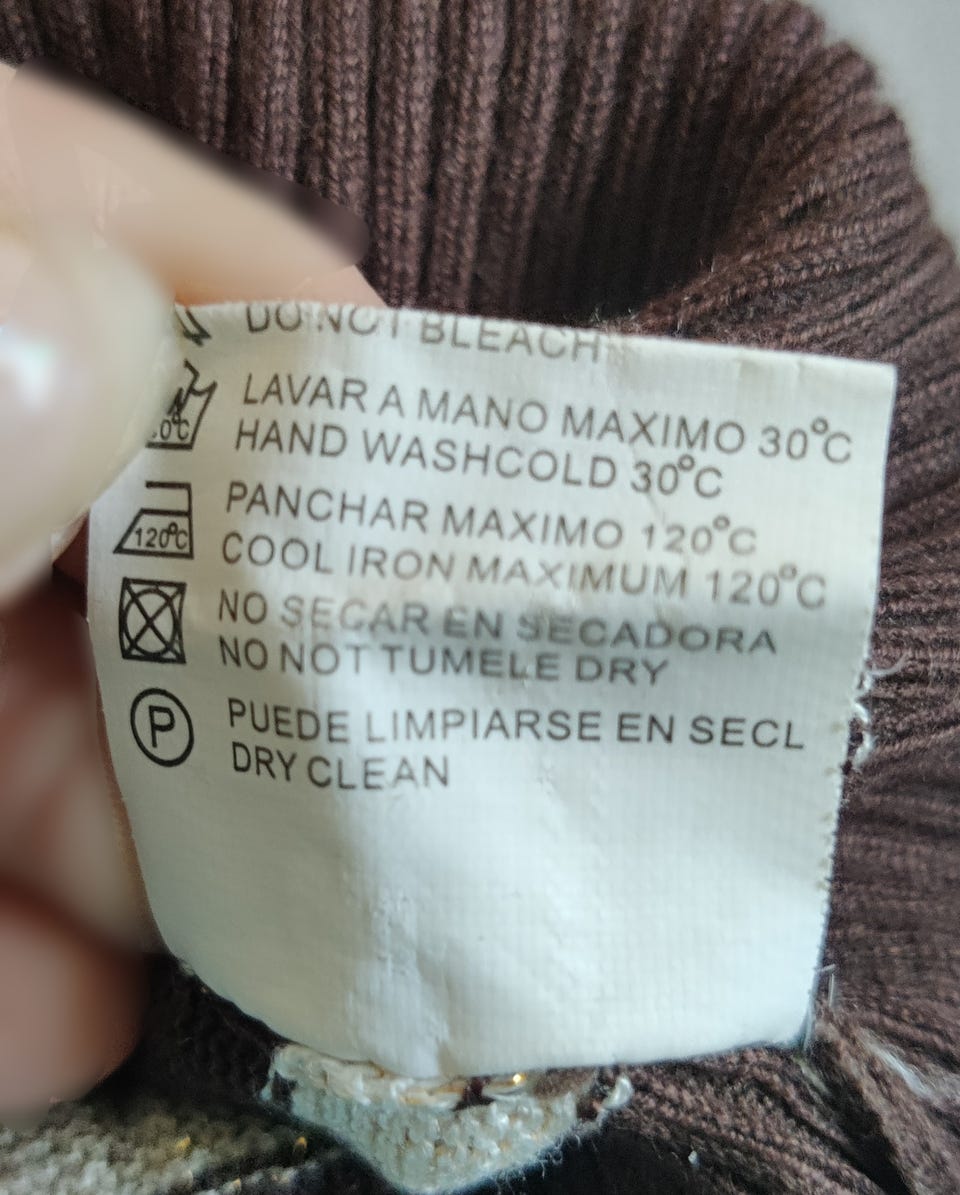 DO NOT BLEACH
LAVAR A MANO MAXIMO 30°C
HAND WASHCOLD 30°C
PANCHAR MAXIMO 120°C
120°C
COOL IRON MAXIMUM 120°C
NO SECAR EN SECADORA
NO NOT TUMELE DRY
P
PUEDE LIMPIARSE EN SECL
DRY CLEAN